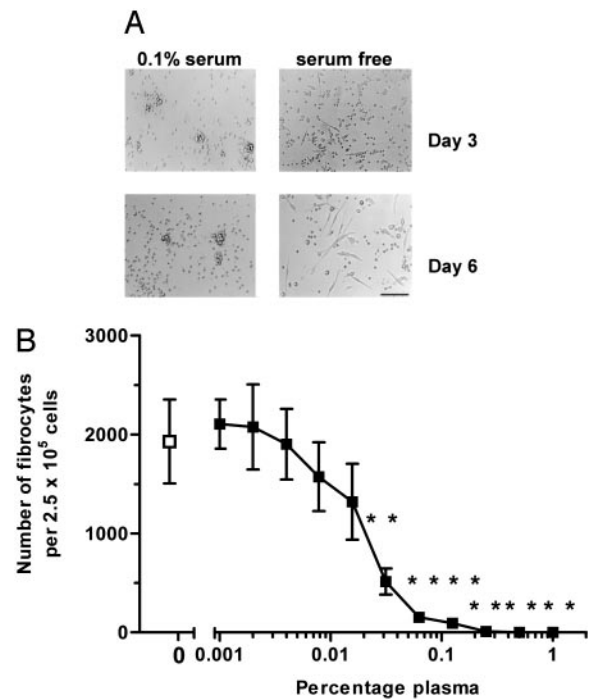 A
0.1% serum serum free
Day 3
Day 6
B
Number of fibrocytes
per 2.5 x 10⁵ cells
3000
2000
1000
0
* *
* * * *
* ** * * *
0 0.001 0.01 0.1 1
Percentage plasma